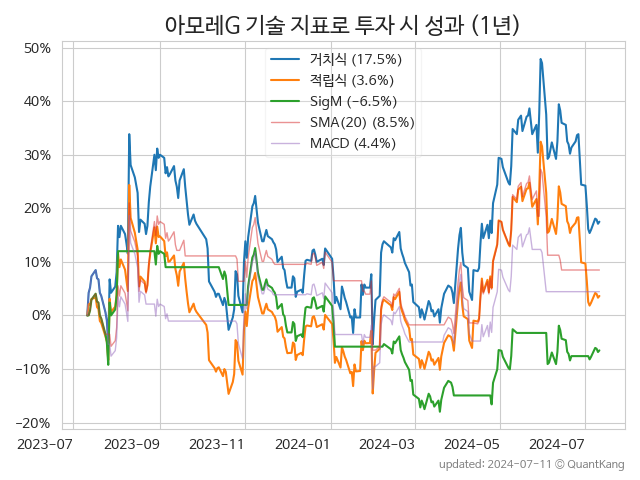 아모레G 기술 지표로 투자 시 성과 (1년)
50%
40%
30%
20%
10%
0%
−10%
−20%
거치식 (17.5%)
적립식 (3.6%)
SigM (−6.5%)
SMA(20) (8.5%)
MACD (4.4%)
2023-07
2023-09
2023-11
2024-01
2024-03
2024-05
2024-07
updated: 2024-07-11 ⓒ QuantKang